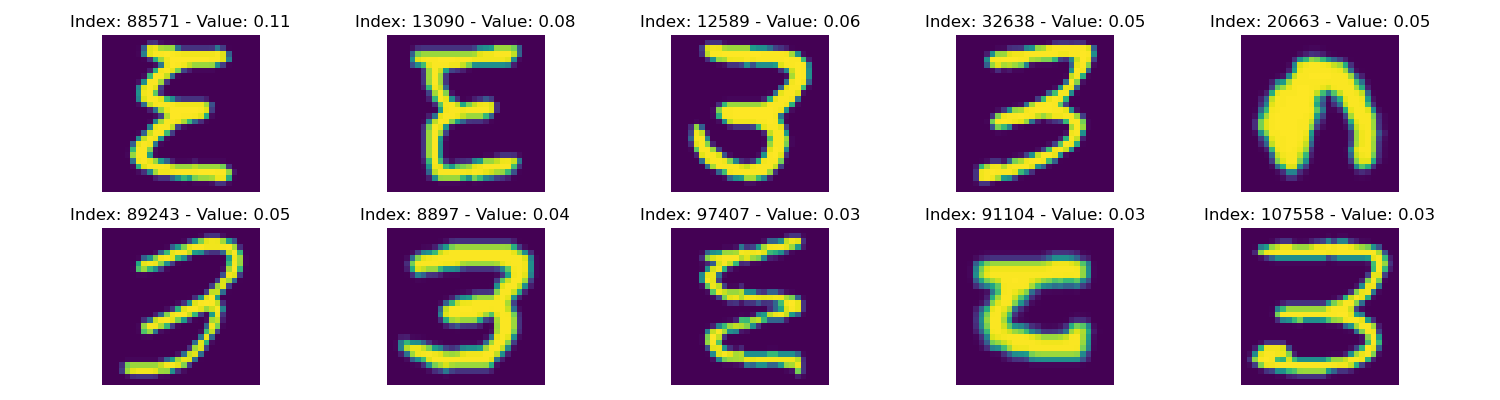 Index: 88571 - Value: 0.11 Index: 13090 - Value: 0.08 Index: 12589 - Value: 0.06 Index: 32638 - Value: 0.05 Index: 20663 - Value: 0.05
Index: 89243 - Value: 0.05 Index: 8897 - Value: 0.04 Index: 97407 - Value: 0.03 Index: 91104 - Value: 0.03 Index: 107558 - Value: 0.03